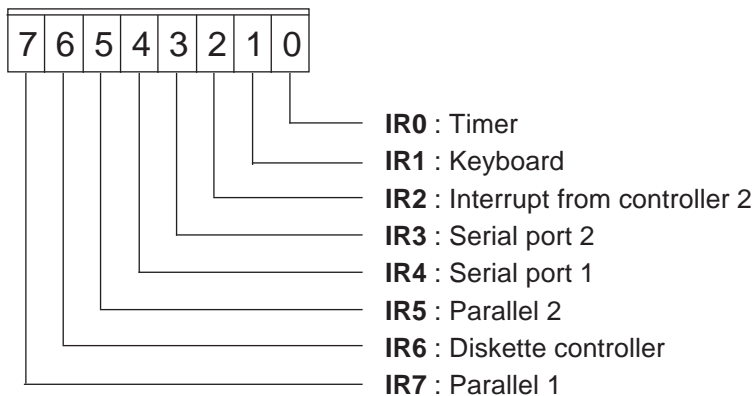 7 6 5 4 3 2 1 0
IR0 : Timer
IR1 : Keyboard
IR2 : Interrupt from controller 2
IR3 : Serial port 2
IR4 : Serial port 1
IR5 : Parallel 2
IR6 : Diskette controller
IR7 : Parallel 1